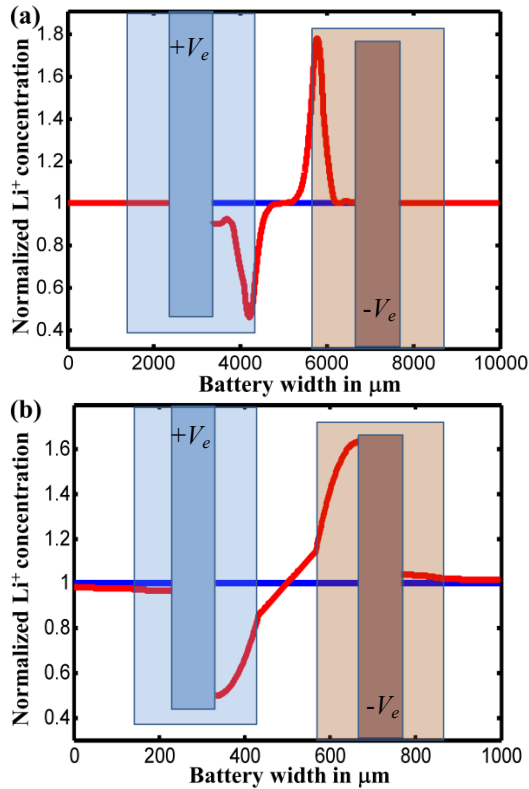 (a)
Normalized Li⁺ concentration
1.8
1.6
1.4
1.2
1
0.8
0.6
0.4
+Vₑ
-Vₑ
0 2000 4000 6000 8000 10000
Battery width in μm
(b)
Normalized Li⁺ concentration
1.6
1.4
1.2
1
0.8
0.6
0.4
+Vₑ
-Vₑ
0 200 400 600 800 1000
Battery width in μm